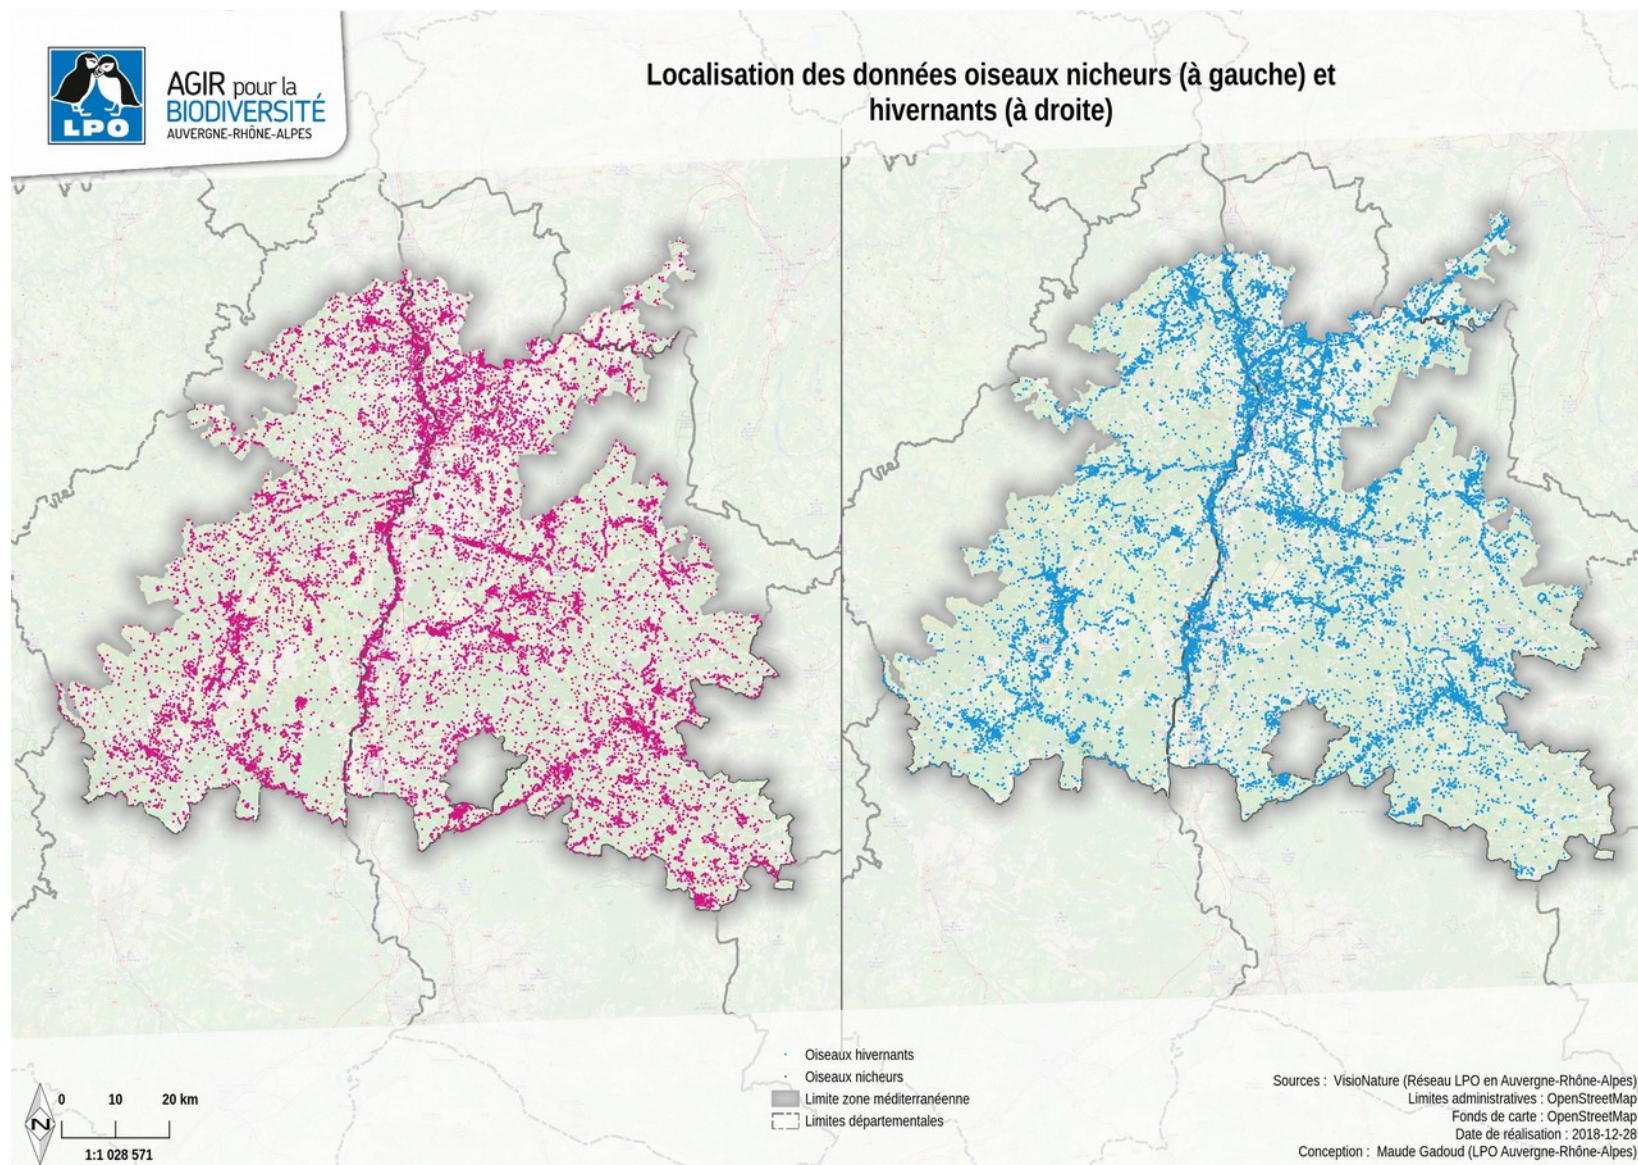 LPO
AGIR pour la
BIODIVERSITÉ
AUVERGNE-RHÔNE-ALPES
Localisation des données oiseaux nicheurs (à gauche) et
hivernants (à droite)
Oiseaux hivernants
Oiseaux nicheurs
Limite zone méditerranéenne
Limites départementales
N
0 10 20 km
1:1 028 571
Sources : VisioNature (Réseau LPO en Auvergne-Rhône-Alpes)
Limites administratives : OpenStreetMap
Fonds de carte : OpenStreetMap
Date de réalisation : 2018-12-28
Conception : Maude Gadoud (LPO Auvergne-Rhône-Alpes)